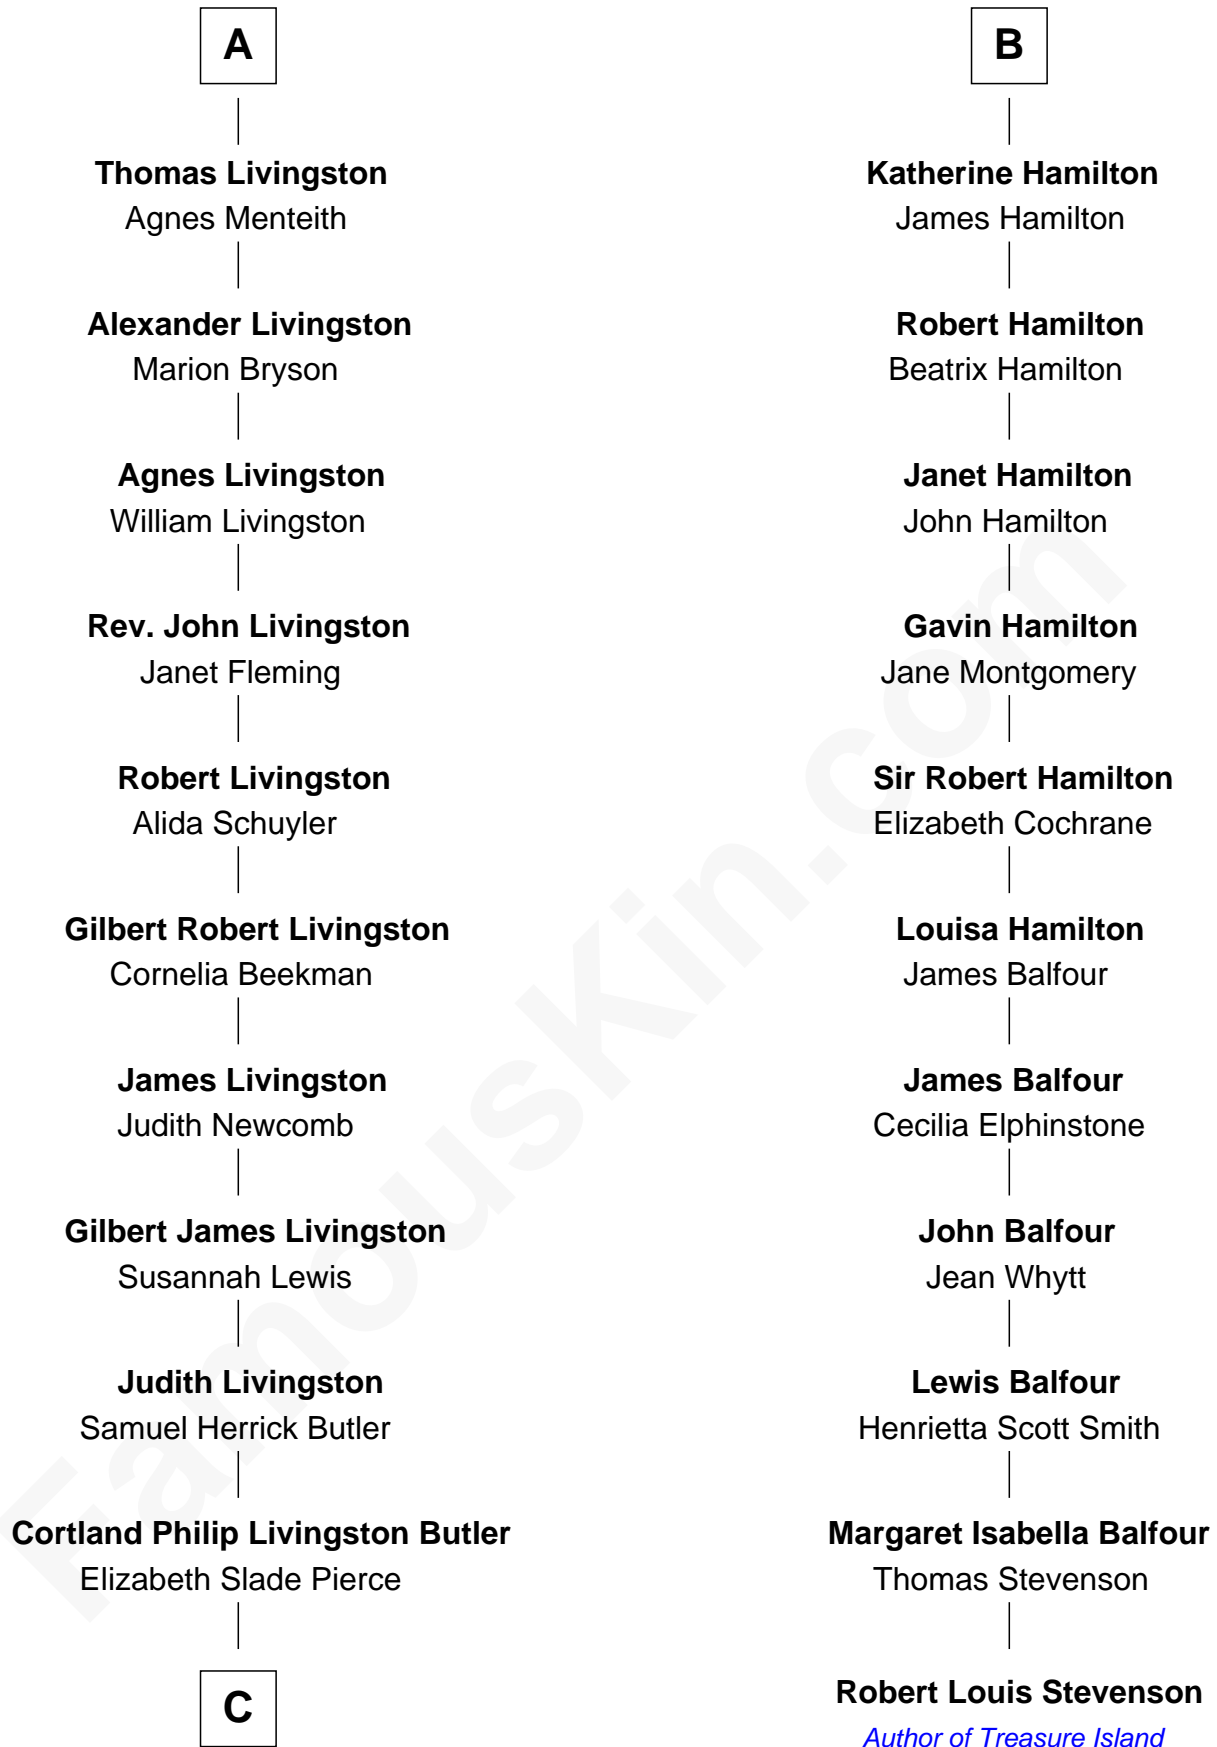 A
Thomas Livingston
Agnes Menteith
Alexander Livingston
Marion Bryson
Agnes Livingston
William Livingston
Rev. John Livingston
Janet Fleming
Robert Livingston
Alida Schuyler
Gilbert Robert Livingston
Cornelia Beekman
James Livingston
Judith Newcomb
Gilbert James Livingston
Susannah Lewis
Judith Livingston
Samuel Herrick Butler
Cortland Philip Livingston Butler
Elizabeth Slade Pierce
C
B
Katherine Hamilton
James Hamilton
Robert Hamilton
Beatrix Hamilton
Janet Hamilton
John Hamilton
Gavin Hamilton
Jane Montgomery
Sir Robert Hamilton
Elizabeth Cochrane
Louisa Hamilton
James Balfour
James Balfour
Cecilia Elphinstone
John Balfour
Jean Whytt
Lewis Balfour
Henrietta Scott Smith
Margaret Isabella Balfour
Thomas Stevenson
Robert Louis Stevenson
Author of Treasure Island
FamousKin.com